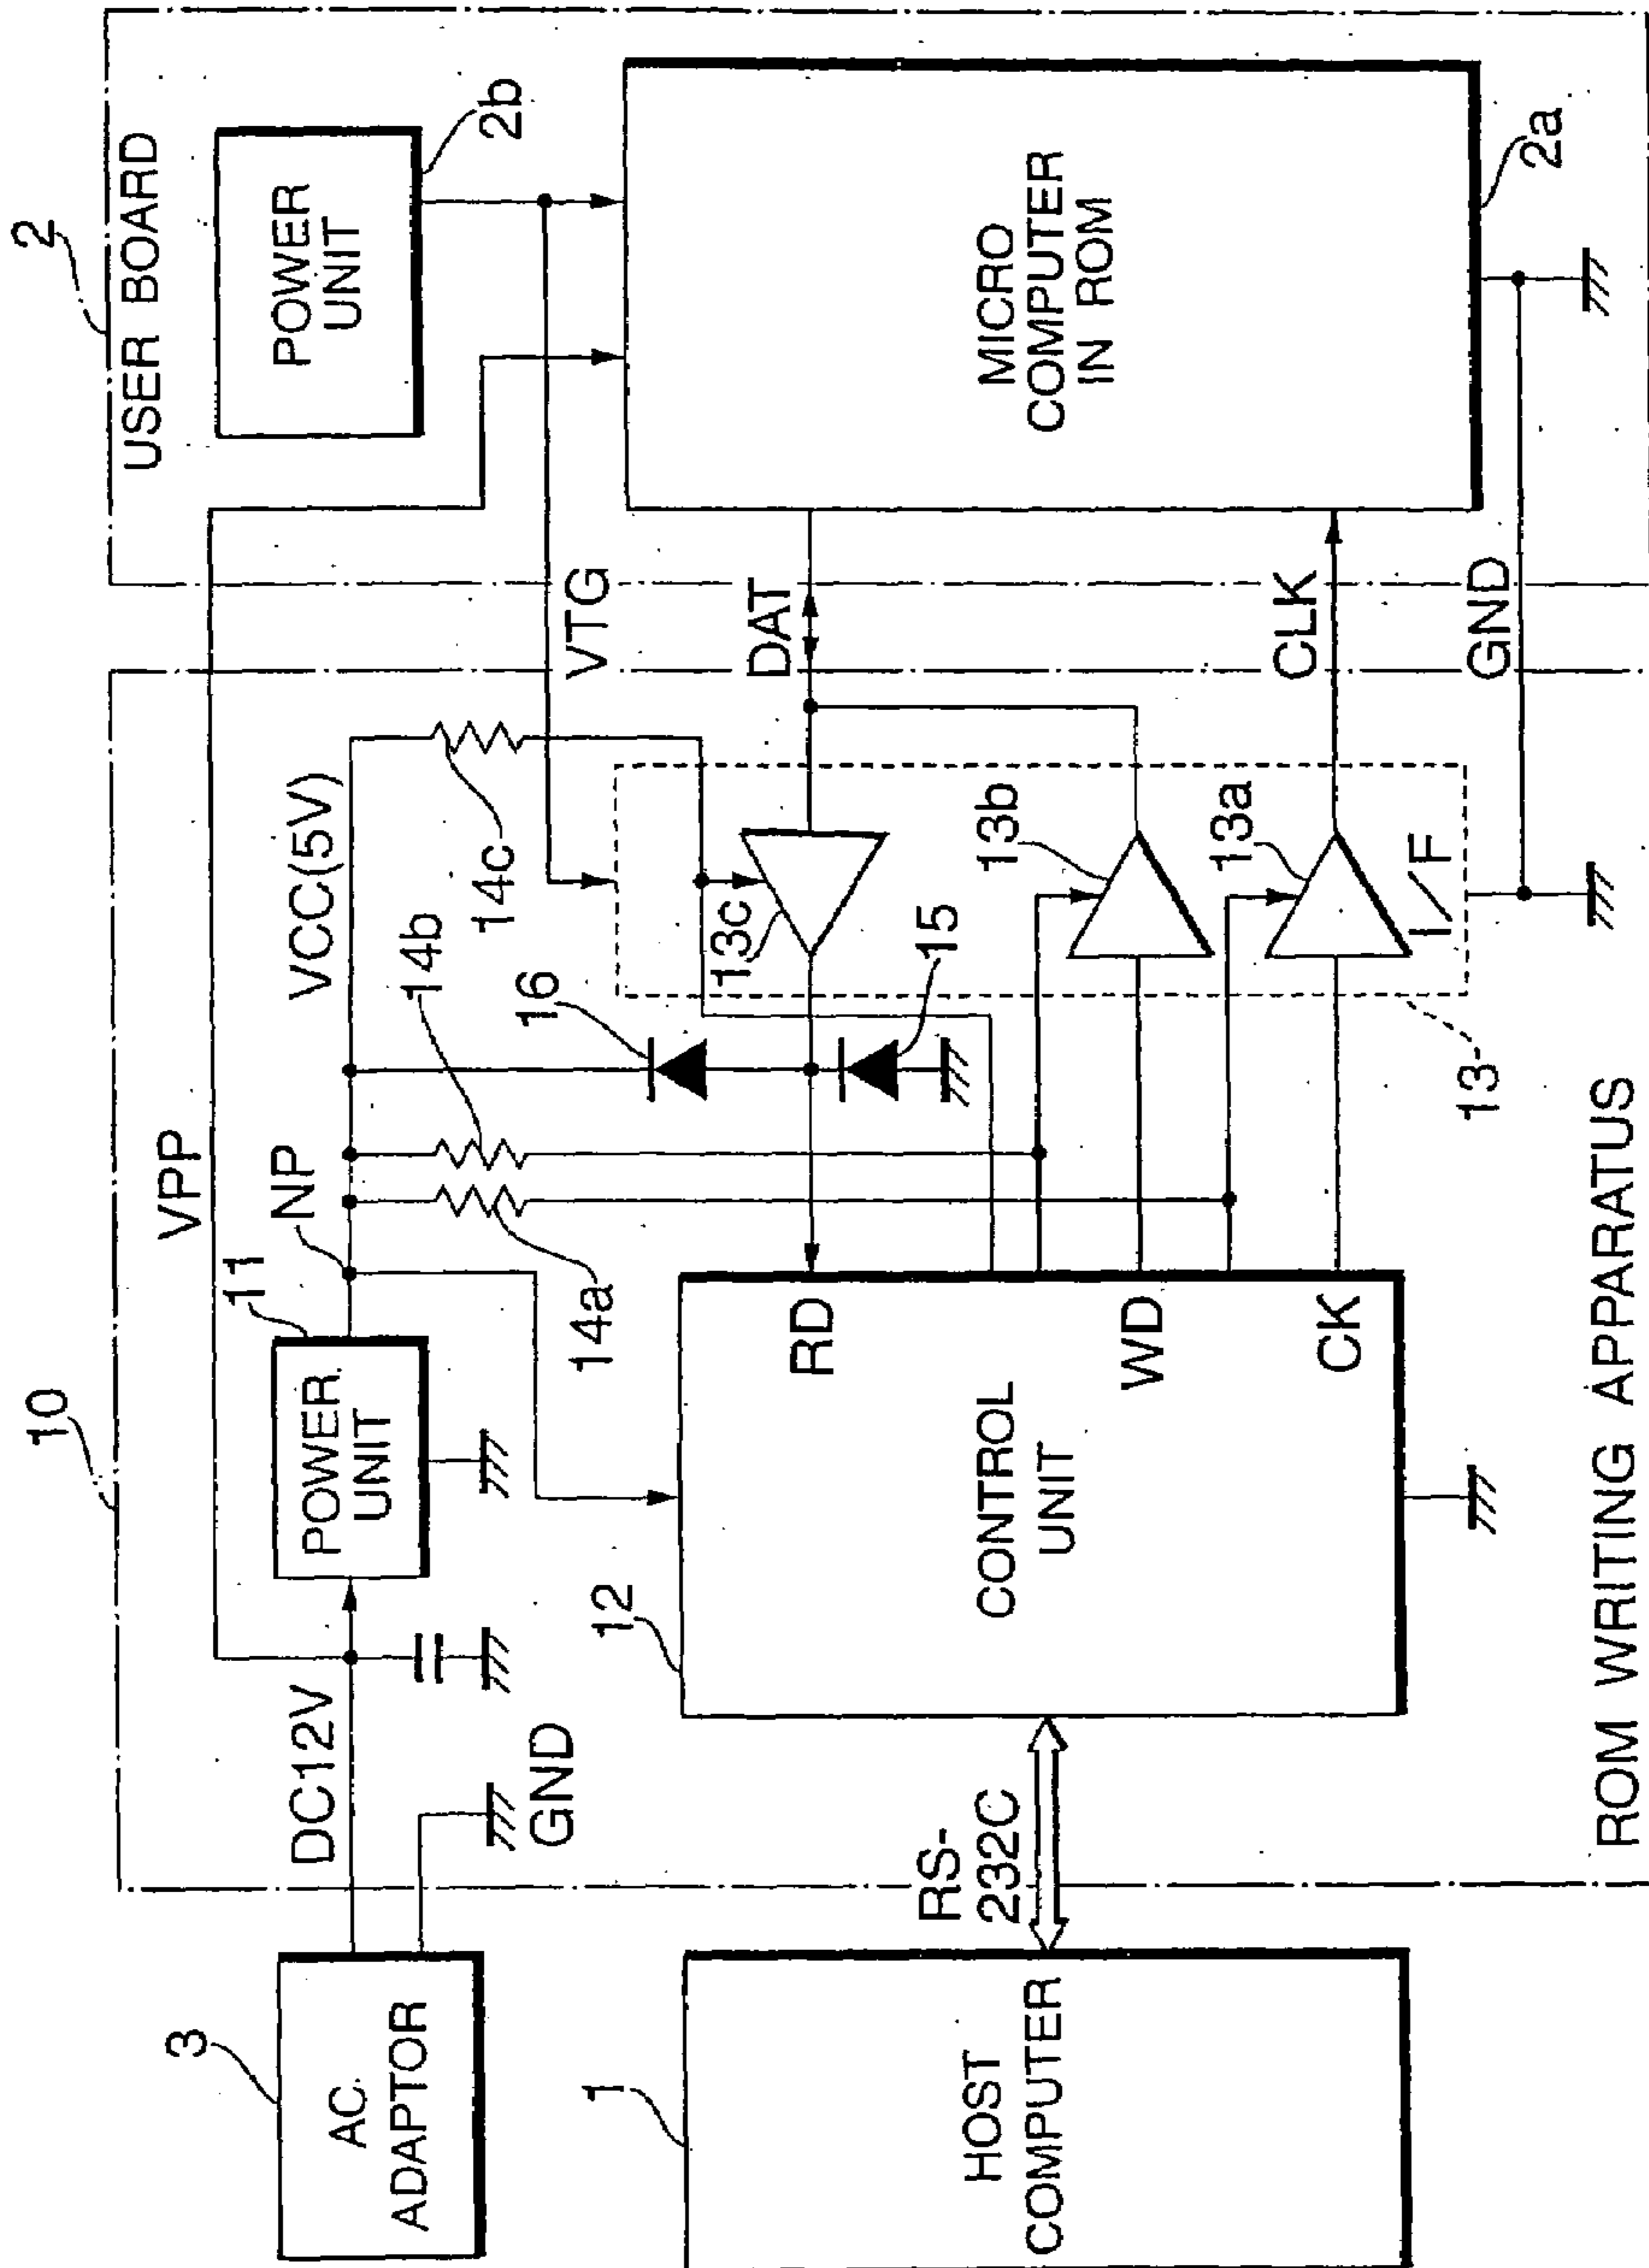 3
AC
ADAPTOR
1
HOST
COMPUTER
10
DC12V
GND
VPP
11
POWER
UNIT
NP
VCC(5V)
14a
14b
14c
16
15
12
CONTROL
UNIT
RD
WD
CK
RS-
232C
13c
13b
13a
I/F
13
ROM WRITING APPARATUS
VTG
DAT
CLK
GND
2
USER BOARD
POWER
UNIT
2b
MICRO
COMPUTER
IN ROM
2a